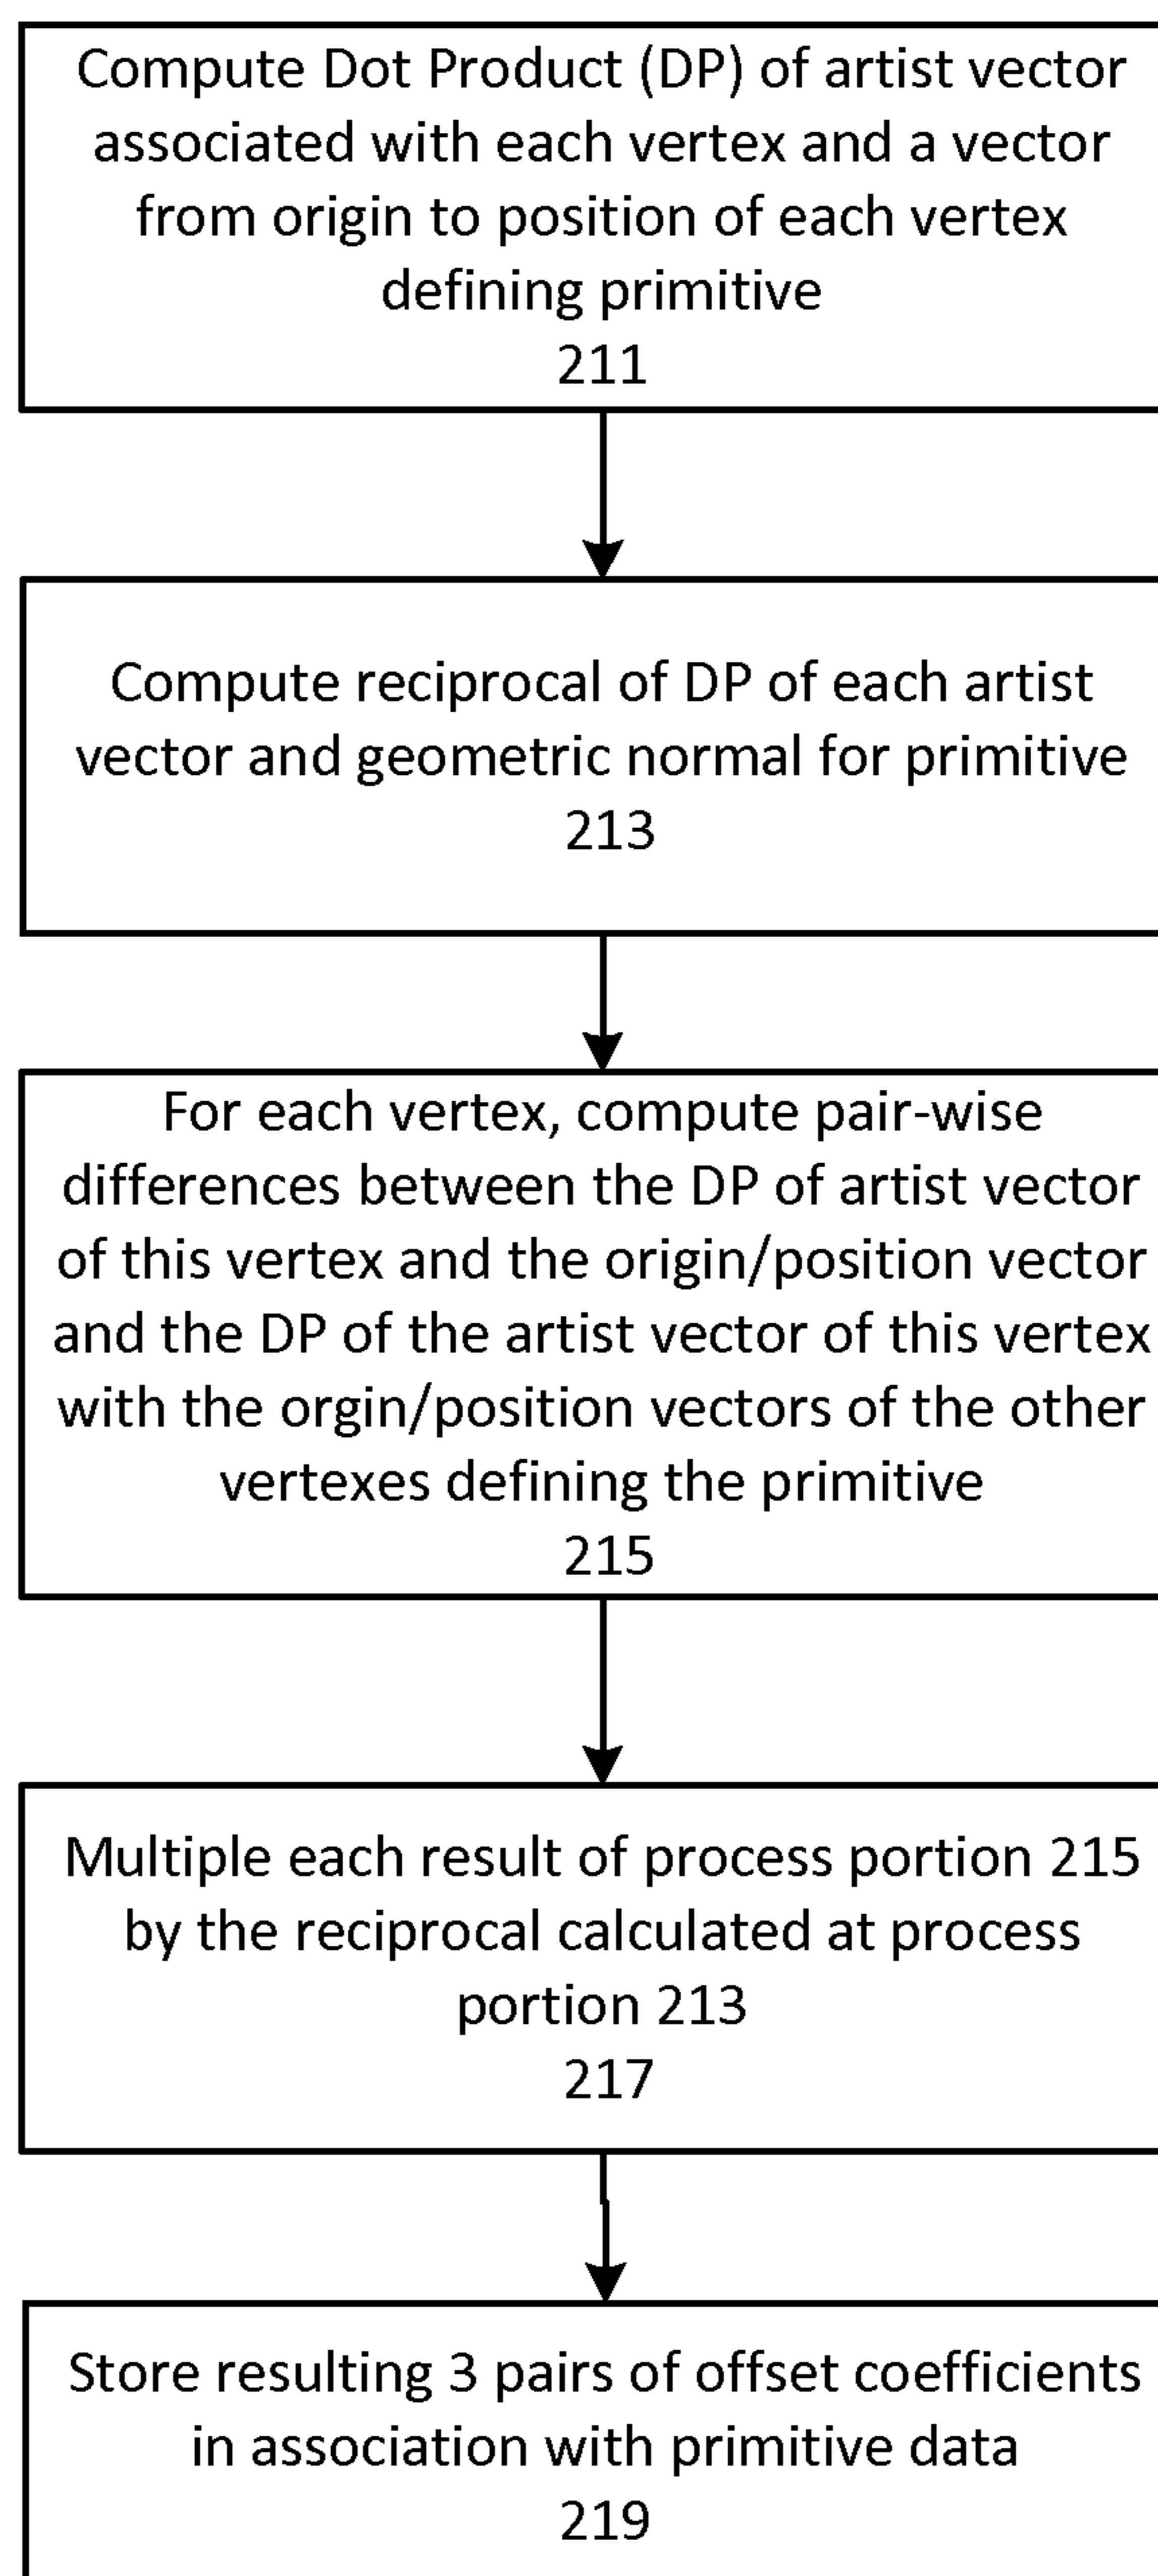 Compute Dot Product (DP) of artist vector
associated with each vertex and a vector
from origin to position of each vertex
defining primitive
211
Compute reciprocal of DP of each artist
vector and geometric normal for primitive
213
For each vertex, compute pair-wise
differences between the DP of artist vector
of this vertex and the origin/position vector
and the DP of the artist vector of this vertex
with the orgin/position vectors of the other
vertexes defining the primitive
215
Multiple each result of process portion 215
by the reciprocal calculated at process
portion 213
217
Store resulting 3 pairs of offset coefficients
in association with primitive data
219